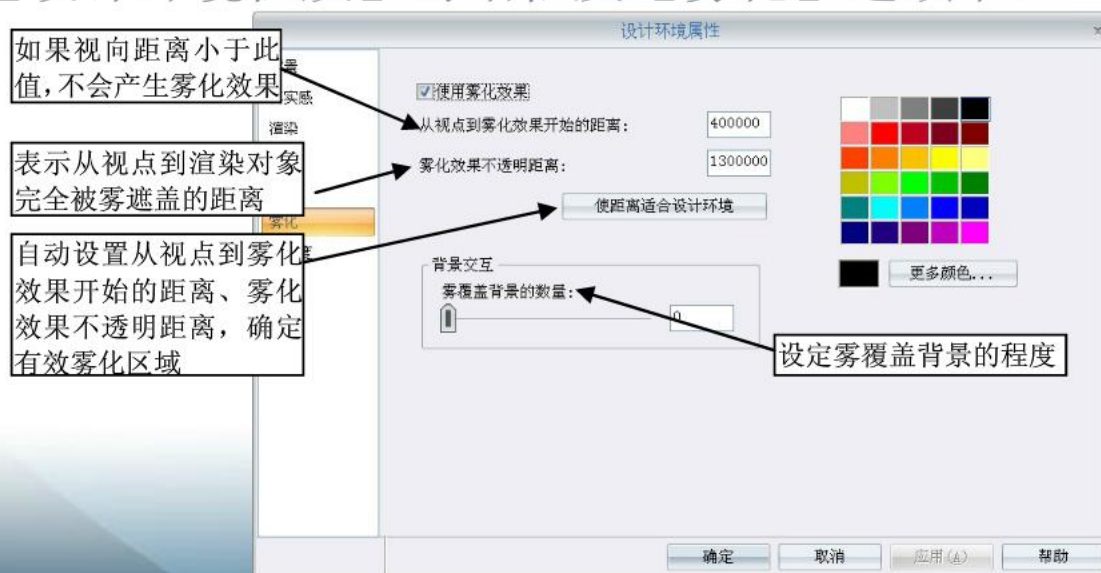 设计环境属性
如果视向距离小于此
值,不会产生雾化效果
渲染
表示从视点到渲染对象
完全被雾遮盖的距离
雾化
自动设置从视点到雾化
效果开始的距离、雾化
效果不透明距离，确定
有效雾化区域
使用雾化效果
从视点到雾化效果开始的距离:
400000
雾化效果不透明距离:
1300000
使距离适合设计环境
背景交互
雾覆盖背景的数量:
0
更多颜色...
设定雾覆盖背景的程度
确定
取消
应用(A)
帮助